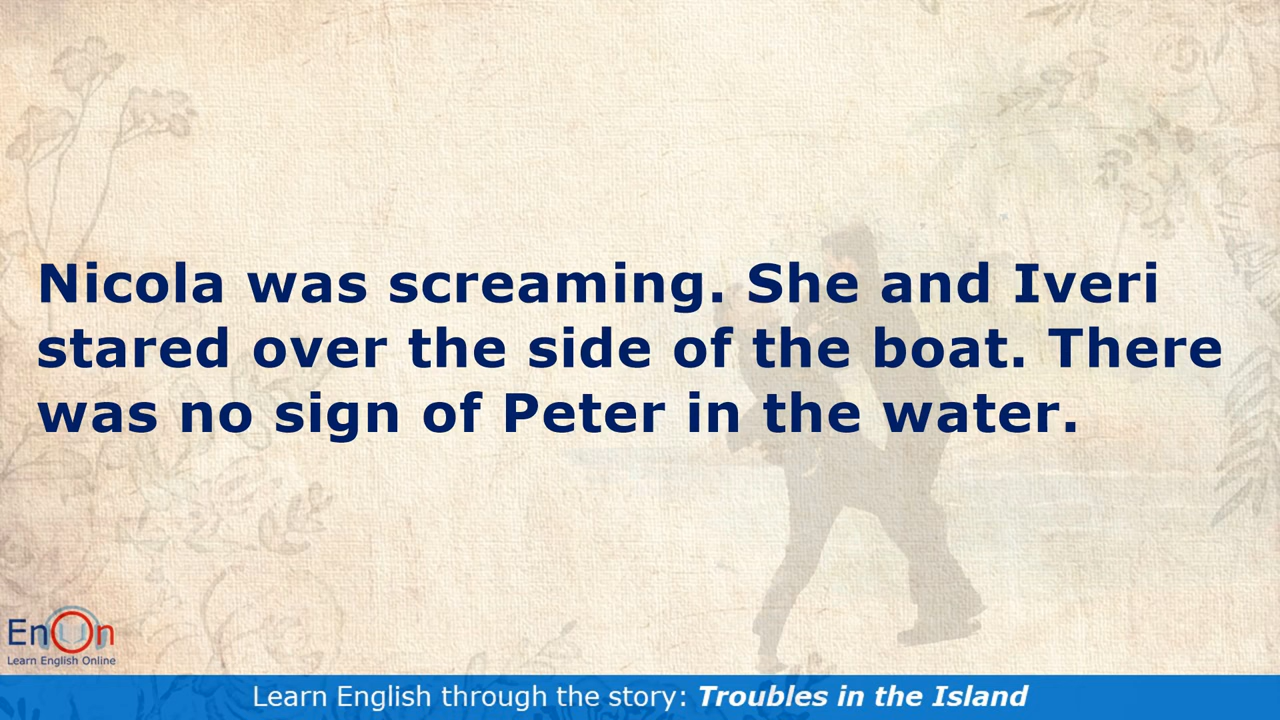 Nicola was screaming. She and Iveri
stared over the side of the boat. There
was no sign of Peter in the water.
EnOn
Learn English Online
Learn English through the story: Troubles in the Island